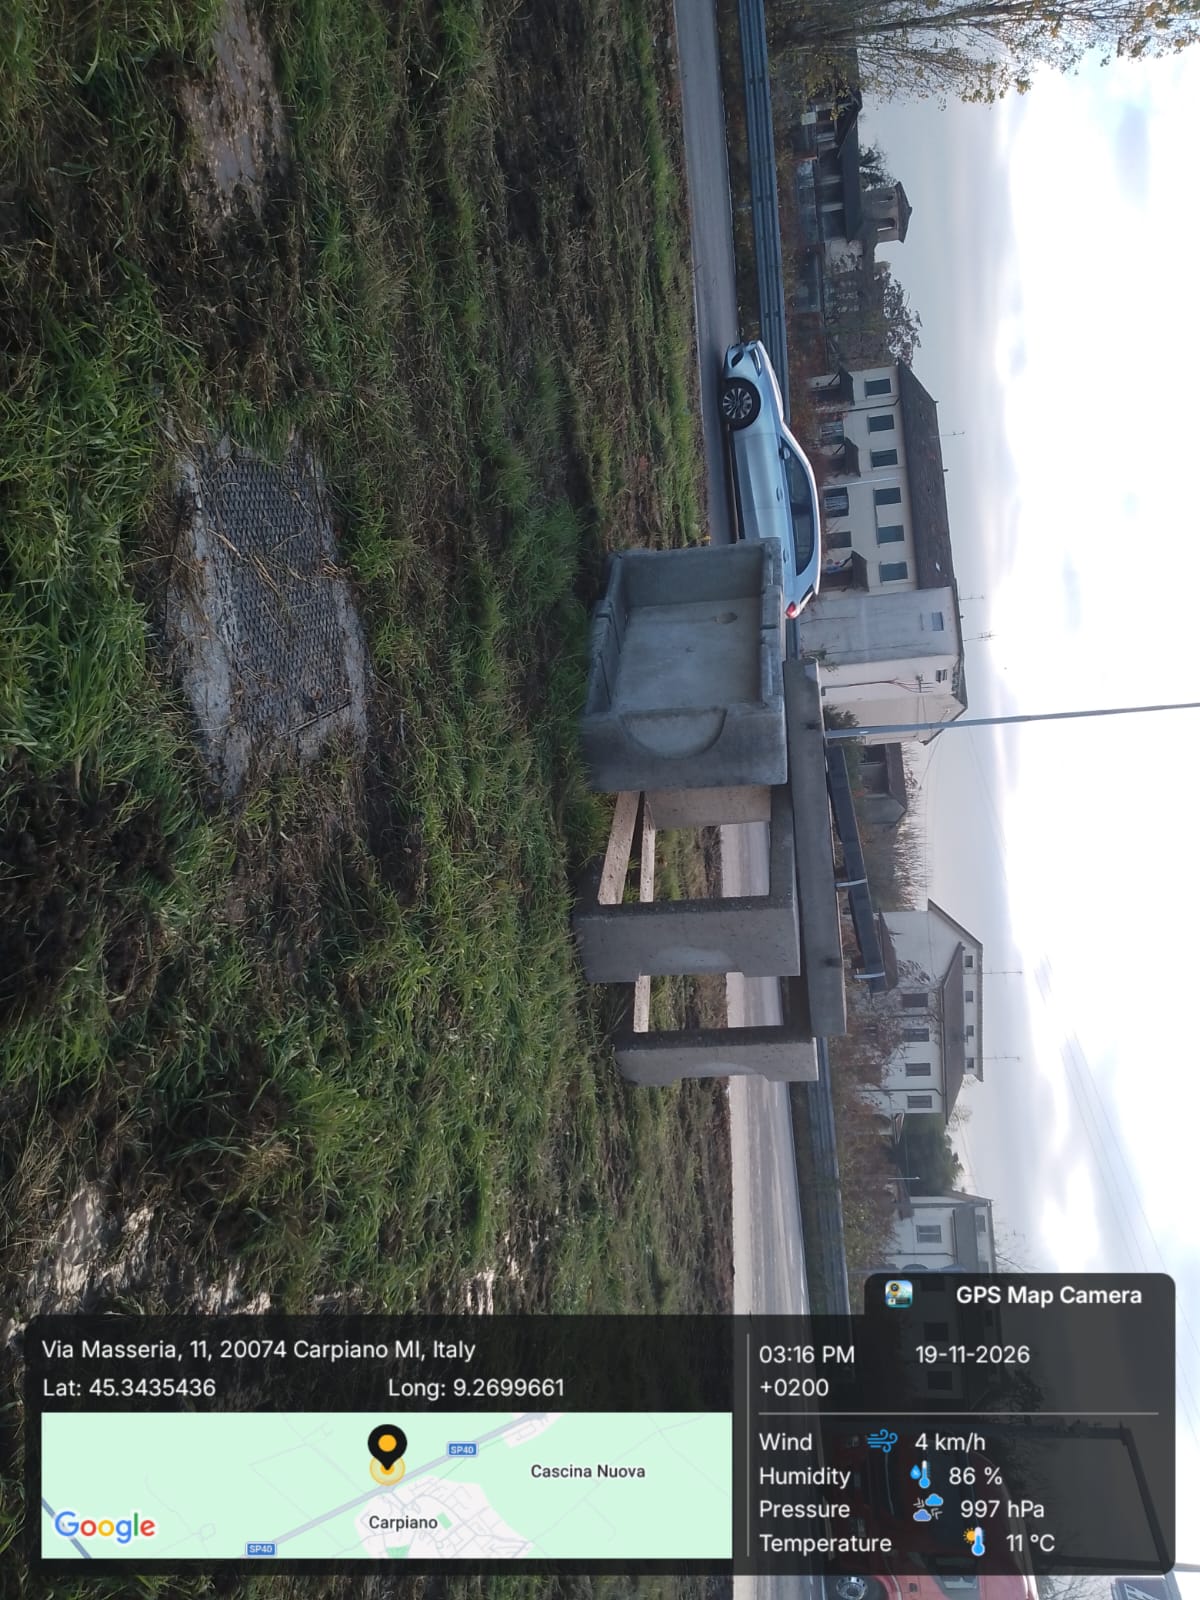 GPS Map Camera
Via Masseria, 11, 20074 Carpiano MI, Italy
Lat: 45.3435436 Long: 9.2699661
SP40
Cascina Nuova
Carpiano
SP40
Google
03:16 PM 19-11-2026
+0200
Wind 4 km/h
Humidity 86 %
Pressure 997 hPa
Temperature 11 °C